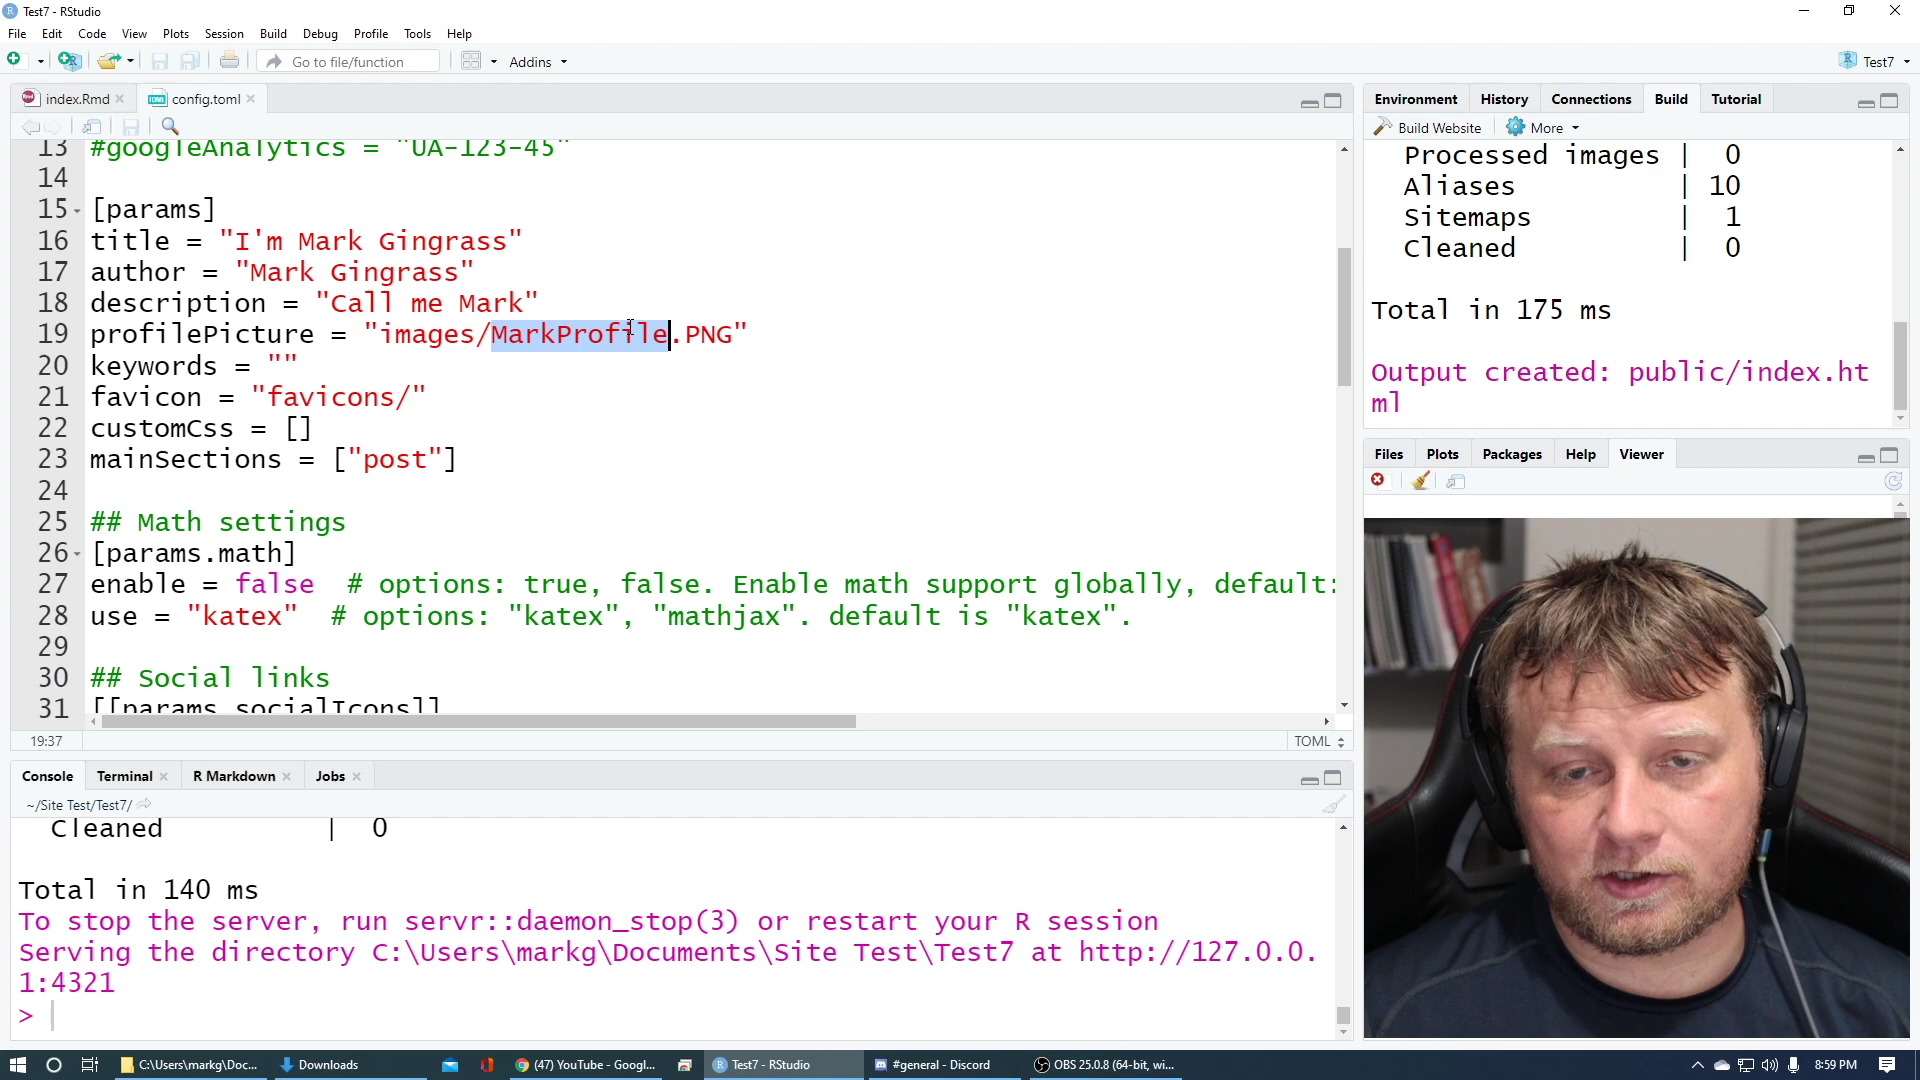 Test7 - RStudio
File Edit Code View Plots Session Build Debug Profile Tools Help
Go to file/function Addins Test7
index.Rmd config.toml
13 #googleAnalytics = "UA-123-45"
14
15 [params]
16 title = "I'm Mark Gingrass"
17 author = "Mark Gingrass"
18 description = "Call me Mark"
19 profilePicture = "images/MarkProfile.PNG"
20 keywords = ""
21 favicon = "favicons/"
22 customCss = []
23 mainSections = ["post"]
24
25 ## Math settings
26 [params.math]
27 enable = false # options: true, false. Enable math support globally, default:
28 use = "katex" # options: "katex", "mathjax". default is "katex".
29
30 ## Social links
31 [[params.socialIcons]]
19:37 TOML
Console Terminal R Markdown Jobs
~/Site Test/Test7/
Cleaned | 0
Total in 140 ms
To stop the server, run servr::daemon_stop(3) or restart your R session
Serving the directory C:\Users\markg\Documents\Site Test\Test7 at http://127.0.0.
1:4321
>
Environment History Connections Build Tutorial
Build Website More
Processed images | 0
Aliases | 10
Sitemaps | 1
Cleaned | 0
Total in 175 ms
Output created: public/index.ht
ml
Files Plots Packages Help Viewer
C:\Users\markg\Doc... Downloads (47) YouTube - Googl... Test7 - RStudio #general - Discord OBS 25.0.8 (64-bit, wi... 8:59 PM